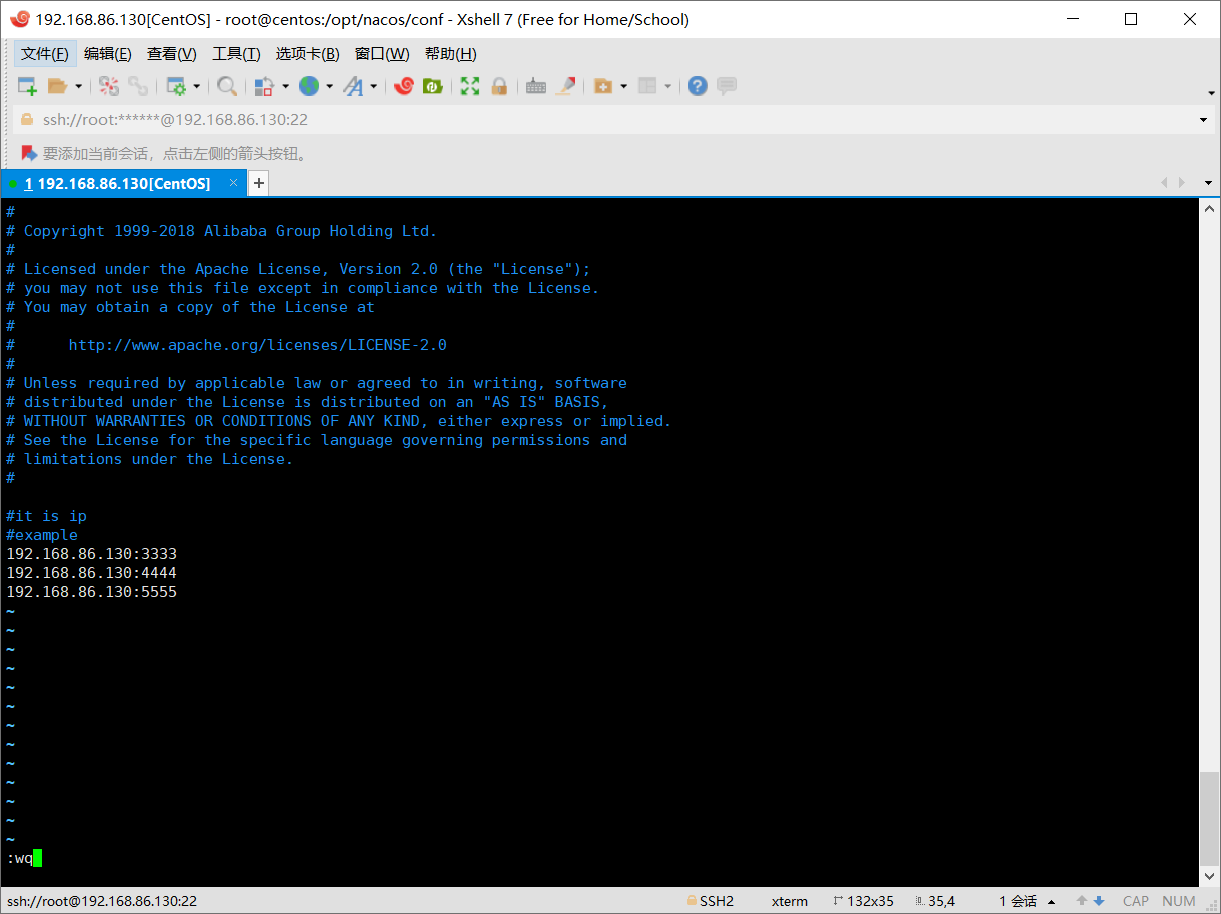 192.168.86.130[CentOS] - root@centos:/opt/nacos/conf - Xshell 7 (Free for Home/School)
文件(F) 编辑(E) 查看(V) 工具(T) 选项卡(B) 窗口(W) 帮助(H)
ssh://root:******@192.168.86.130:22
要添加当前会话，点击左侧的箭头按钮。
1 192.168.86.130[CentOS] × +
#
# Copyright 1999-2018 Alibaba Group Holding Ltd.
#
# Licensed under the Apache License, Version 2.0 (the "License");
# you may not use this file except in compliance with the License.
# You may obtain a copy of the License at
#
#      http://www.apache.org/licenses/LICENSE-2.0
#
# Unless required by applicable law or agreed to in writing, software
# distributed under the License is distributed on an "AS IS" BASIS,
# WITHOUT WARRANTIES OR CONDITIONS OF ANY KIND, either express or implied.
# See the License for the specific language governing permissions and
# limitations under the License.
#
#it is ip
#example
192.168.86.130:3333
192.168.86.130:4444
192.168.86.130:5555
~
~
~
~
~
~
~
~
~
~
~
~
~
:wq
ssh://root@192.168.86.130:22 SSH2 xterm 132x35 35,4 1 会话 CAP NUM